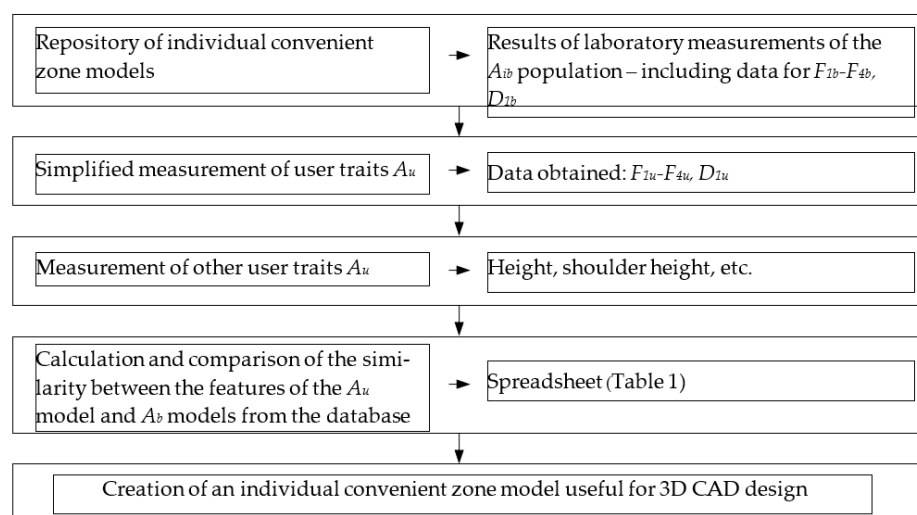 Repository of individual convenient
zone models
Results of laboratory measurements of the
Aib population – including data for F1b-F4b,
D1b
Simplified measurement of user traits Au
Data obtained: F1u-F4u, D1u
Measurement of other user traits Au
Height, shoulder height, etc.
Calculation and comparison of the simi-
larity between the features of the Au
model and Ab models from the database
Spreadsheet (Table 1)
Creation of an individual convenient zone model useful for 3D CAD design